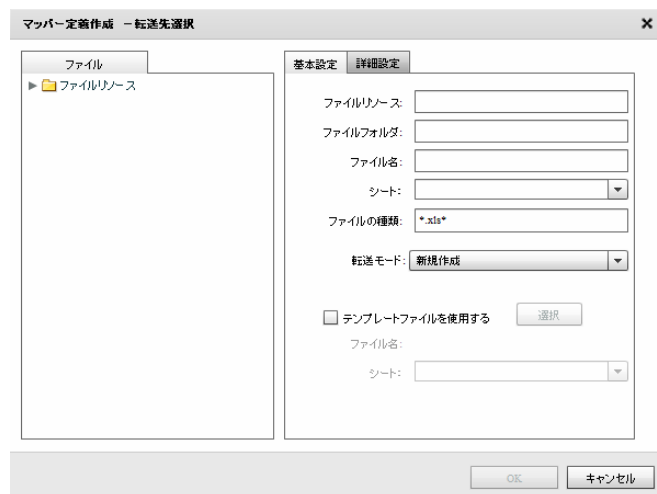 マッパー定義作成 －転送先選択
ファイル
ファイルリソース
基本設定 詳細設定
ファイルリソース:
ファイルフォルダ:
ファイル名:
シート:
ファイルの種類: *.xls*
転送モード: 新規作成
テンプレートファイルを使用する 選択
ファイル名:
シート:
OK キャンセル